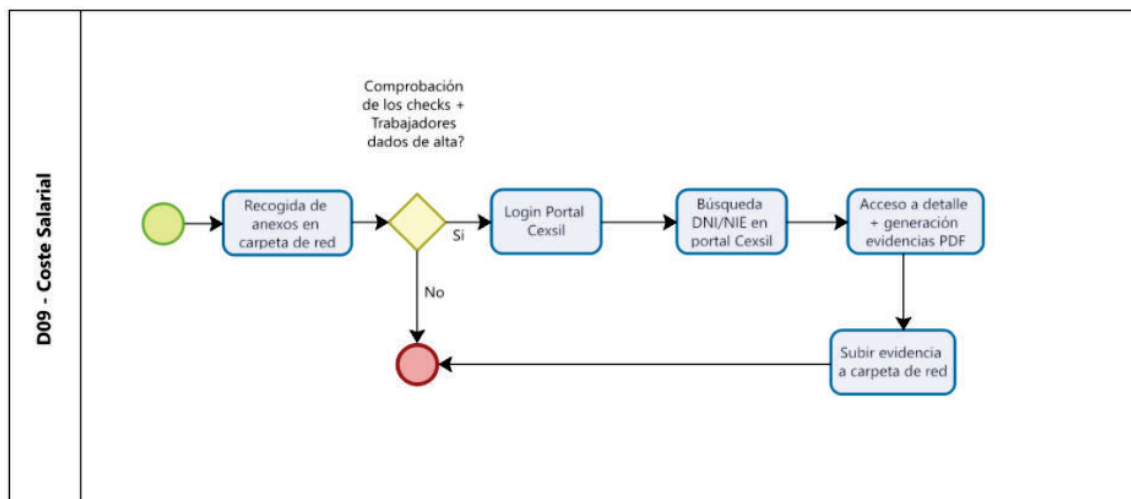 D09 - Coste Salarial
Comprobación
de los checks +
Trabajadores
dados de alta?
Recogida de
anexos en
carpeta de red
Si
No
Login Portal
Cexsil
Búsqueda
DNI/NIE en
portal Cexsil
Acceso a detalle
+ generación
evidencias PDF
Subir evidencia
a carpeta de red